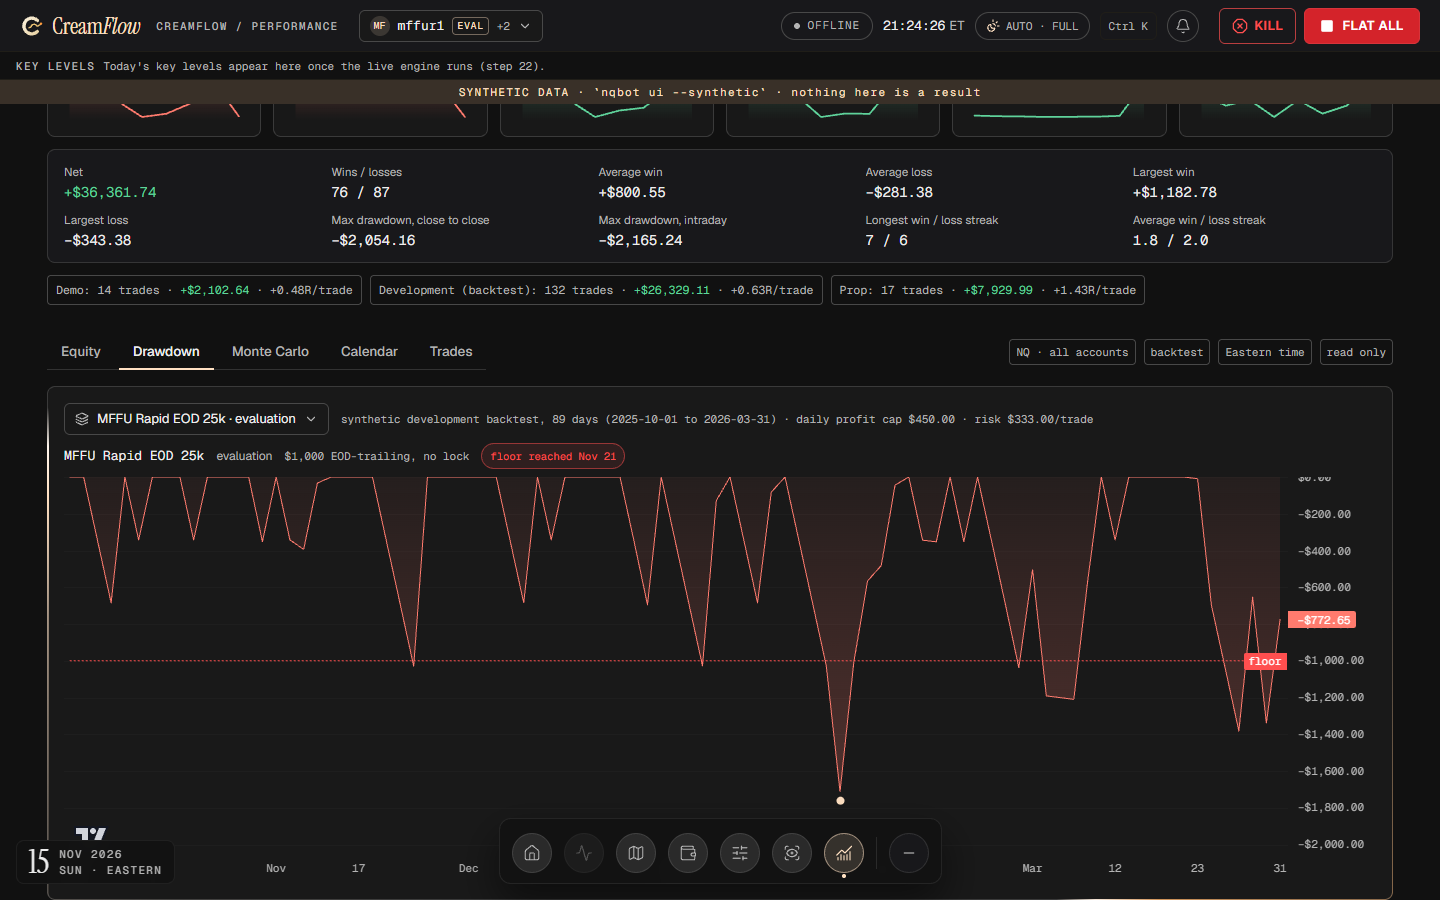 CreamFlow CREAMFLOW / PERFORMANCE MF mffur1 EVAL +2 OFFLINE 21:24:26 ET AUTO · FULL Ctrl K KILL FLAT ALL
KEY LEVELS Today's key levels appear here once the live engine runs (step 22).
SYNTHETIC DATA · `nqbot ui --synthetic` · nothing here is a result
Net Wins / losses Average win Average loss Largest win
+$36,361.74 76 / 87 +$800.55 −$281.38 +$1,182.78
Largest loss Max drawdown, close to close Max drawdown, intraday Longest win / loss streak Average win / loss streak
−$343.38 −$2,054.16 −$2,165.24 7 / 6 1.8 / 2.0
Demo: 14 trades · +$2,102.64 · +0.48R/trade Development (backtest): 132 trades · +$26,329.11 · +0.63R/trade Prop: 17 trades · +$7,929.99 · +1.43R/trade
Equity Drawdown Monte Carlo Calendar Trades NQ · all accounts backtest Eastern time read only
MFFU Rapid EOD 25k · evaluation synthetic development backtest, 89 days (2025-10-01 to 2026-03-31) · daily profit cap $450.00 · risk $333.00/trade
MFFU Rapid EOD 25k evaluation $1,000 EOD-trailing, no lock floor reached Nov 21
$0.00
−$200.00
−$400.00
−$600.00
−$772.65
floor −$1,000.00
−$1,200.00
−$1,400.00
−$1,600.00
−$1,800.00
−$2,000.00
15 NOV 2026
SUN · EASTERN
Nov 17 Dec Mar 12 23 31